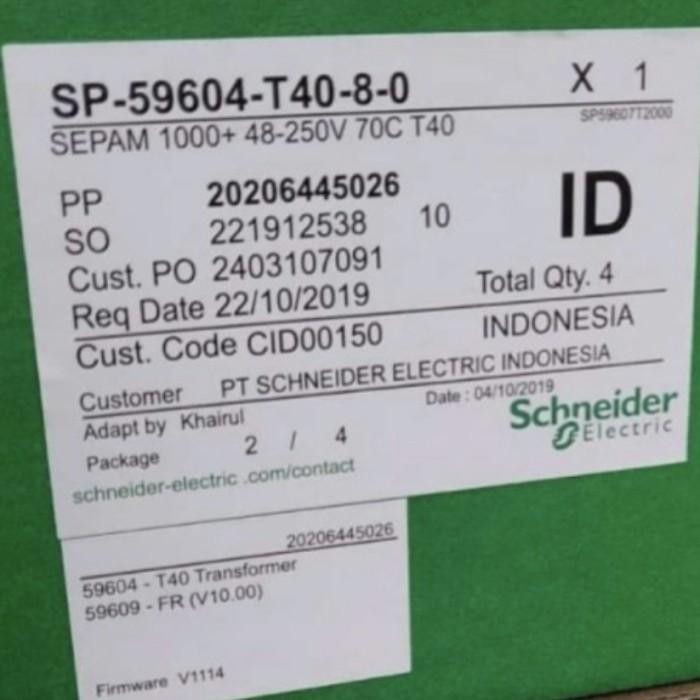 SP-59604-T40-8-0 X 1
SEPAM 1000+ 48-250V 70C T40 SP59607T2000
PP 20206445026 ID
SO 221912538 10
Cust. PO 2403107091
Req Date 22/10/2019 Total Qty. 4
Cust. Code CID00150 INDONESIA
Customer PT SCHNEIDER ELECTRIC INDONESIA
Adapt by Khairul Date : 04/10/2019
Package 2 / 4 Schneider
Electric
schneider-electric .com/contact
20206445026
59604 - T40 Transformer
59609 - FR (V10.00)
Firmware V1114